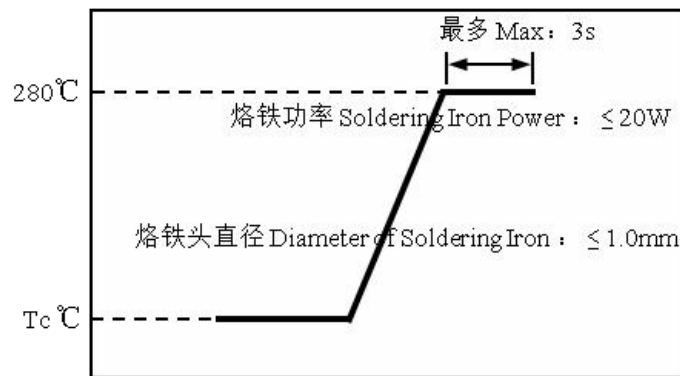 最多 Max：3s
280℃
烙铁功率 Soldering Iron Power：≤20W
烙铁头直径 Diameter of Soldering Iron：≤1.0mm
Tc ℃